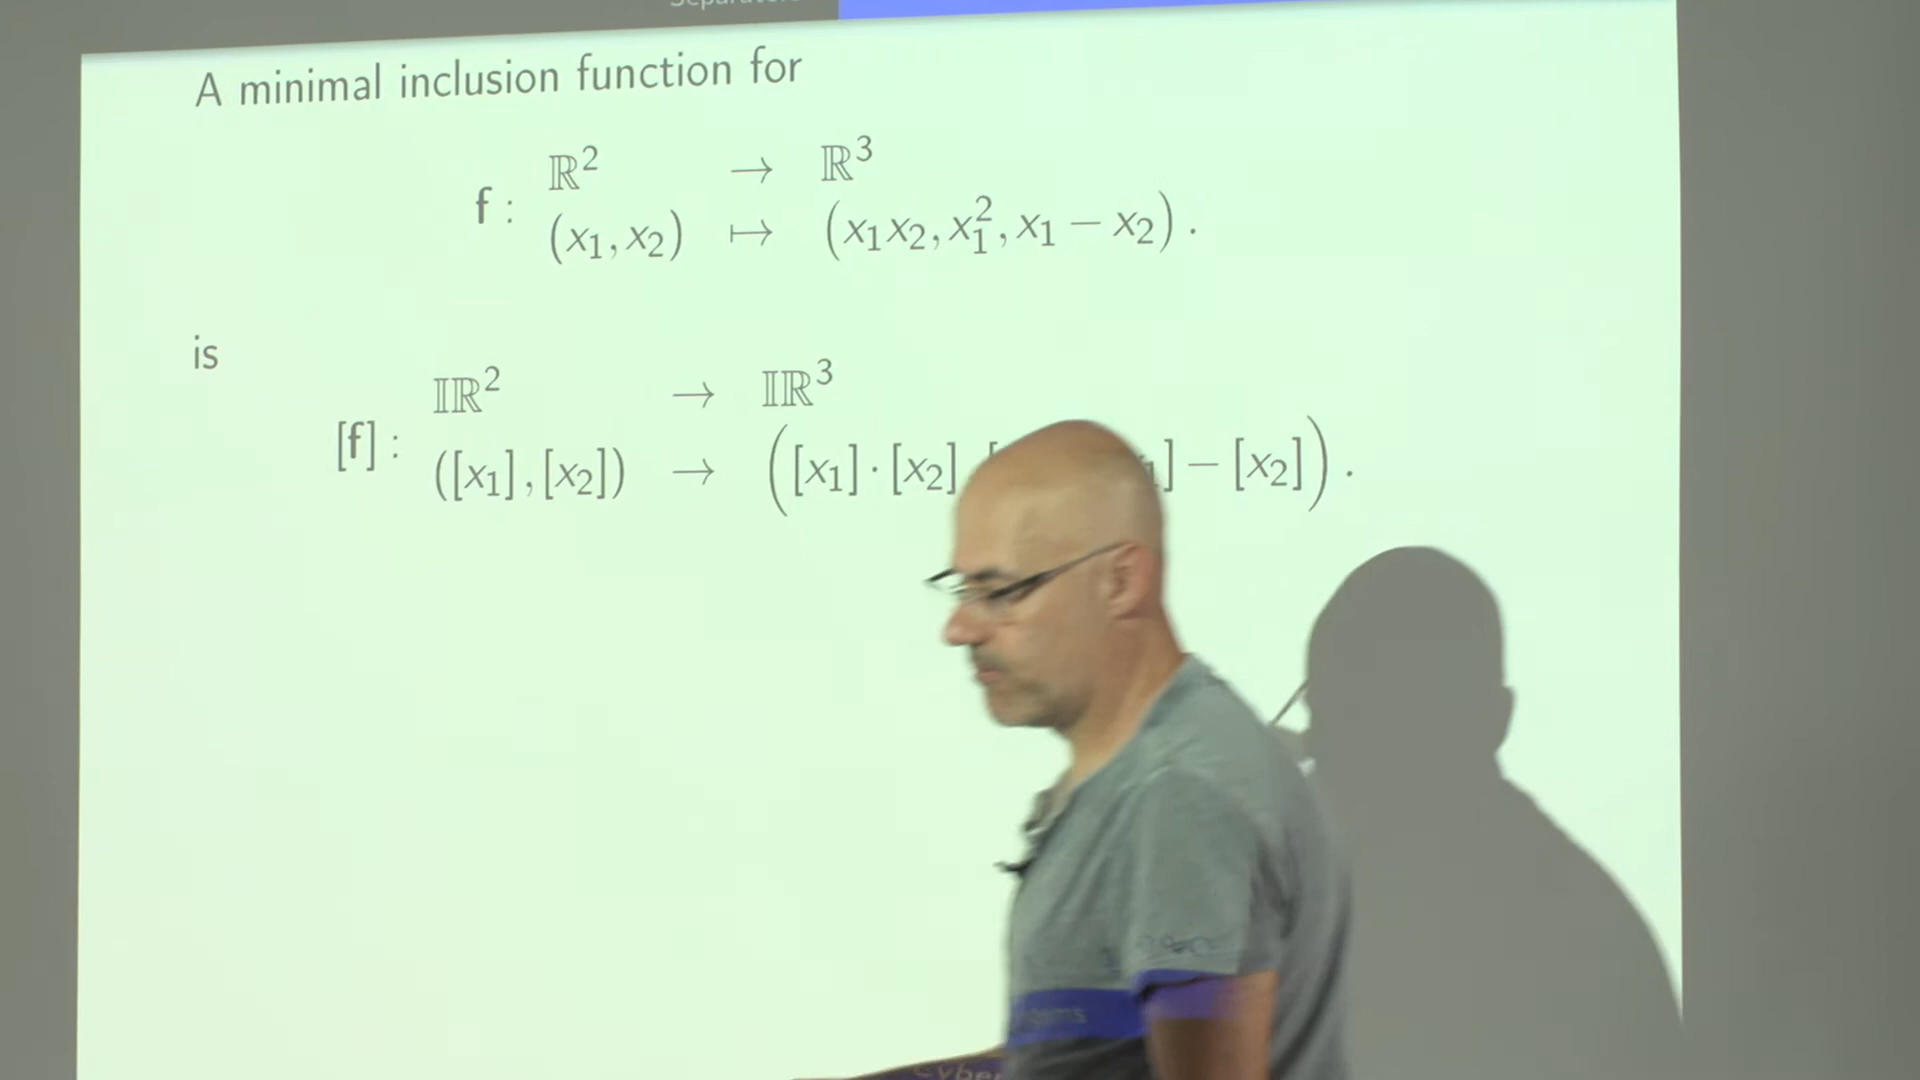 A minimal inclusion function for
ℝ² → ℝ³
f :
(x₁, x₂) ↦ (x₁x₂, x₁², x₁ − x₂) .
is
𝕀ℝ² → 𝕀ℝ³
[f] :
([x₁], [x₂]) → ([x₁] · [x₂] ₁] − [x₂]) .